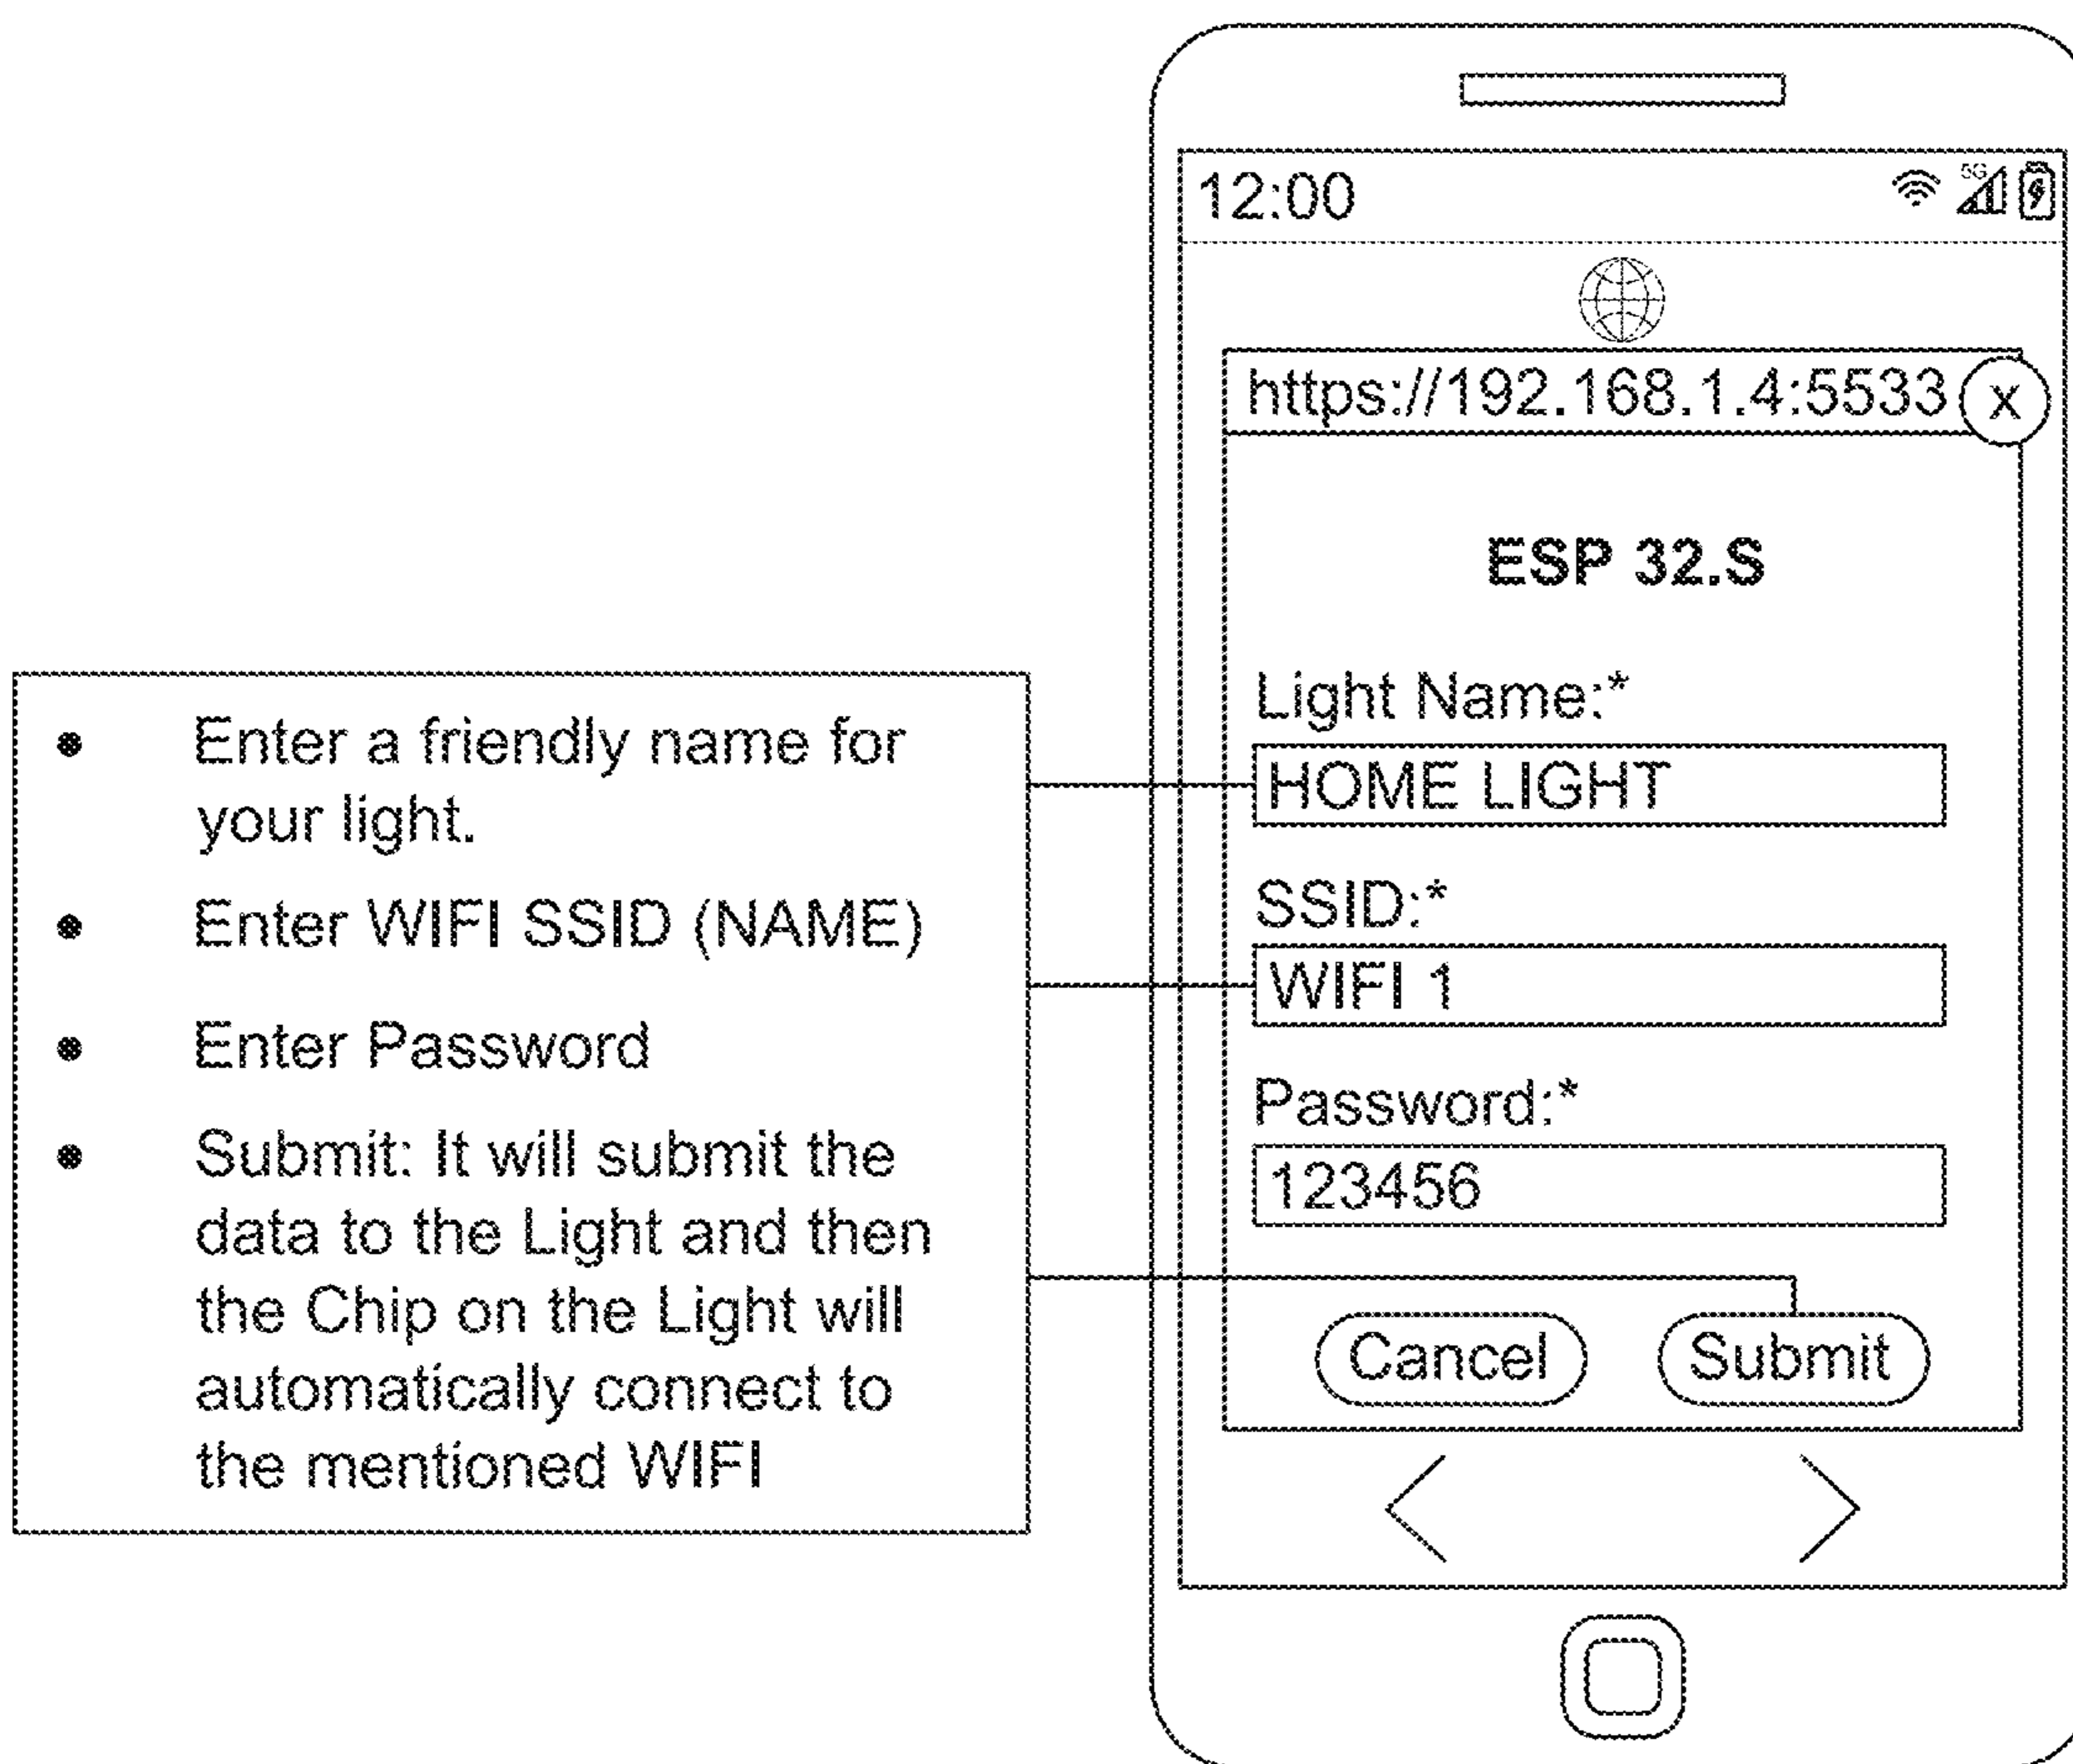 Enter a friendly name for
your light.
Enter WIFI SSID (NAME)
Enter Password
Submit: It will submit the
data to the Light and then
the Chip on the Light will
automatically connect to
the mentioned WIFI
12:00
5G
https://192.168.1.4:5533
x
ESP 32.S
Light Name:*
HOME LIGHT
SSID:*
WIFI 1
Password:*
123456
Cancel Submit